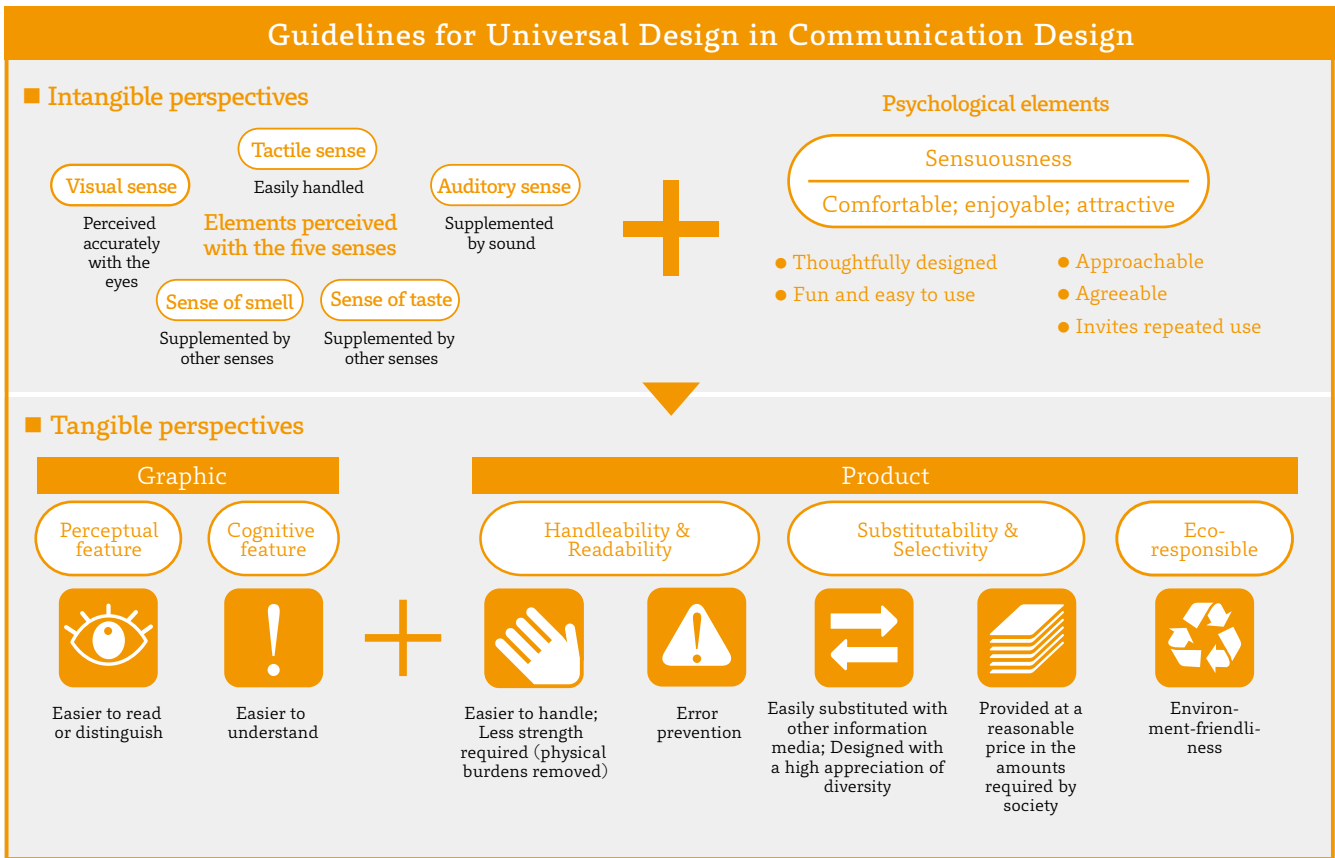 Guidelines for Universal Design in Communication Design
■ Intangible perspectives
Visual sense
Perceived
accurately
with the
eyes
Tactile sense
Easily handled
Auditory sense
Supplemented
by sound
Elements perceived
with the five senses
Sense of smell
Supplemented by
other senses
Sense of taste
Supplemented by
other senses
Psychological elements
Sensuousness
Comfortable; enjoyable; attractive
● Thoughtfully designed
● Fun and easy to use
● Approachable
● Agreeable
● Invites repeated use
■ Tangible perspectives
Graphic
Perceptual
feature
Easier to read
or distinguish
Cognitive
feature
Easier to
understand
Product
Handleability &
Readability
Easier to handle;
Less strength
required (physical
burdens removed)
Error
prevention
Substitutability &
Selectivity
Easily substituted with
other information
media; Designed with
a high appreciation of
diversity
Provided at a
reasonable
price in the
amounts
required by
society
Eco-
responsible
Environ-
ment-friendli-
ness